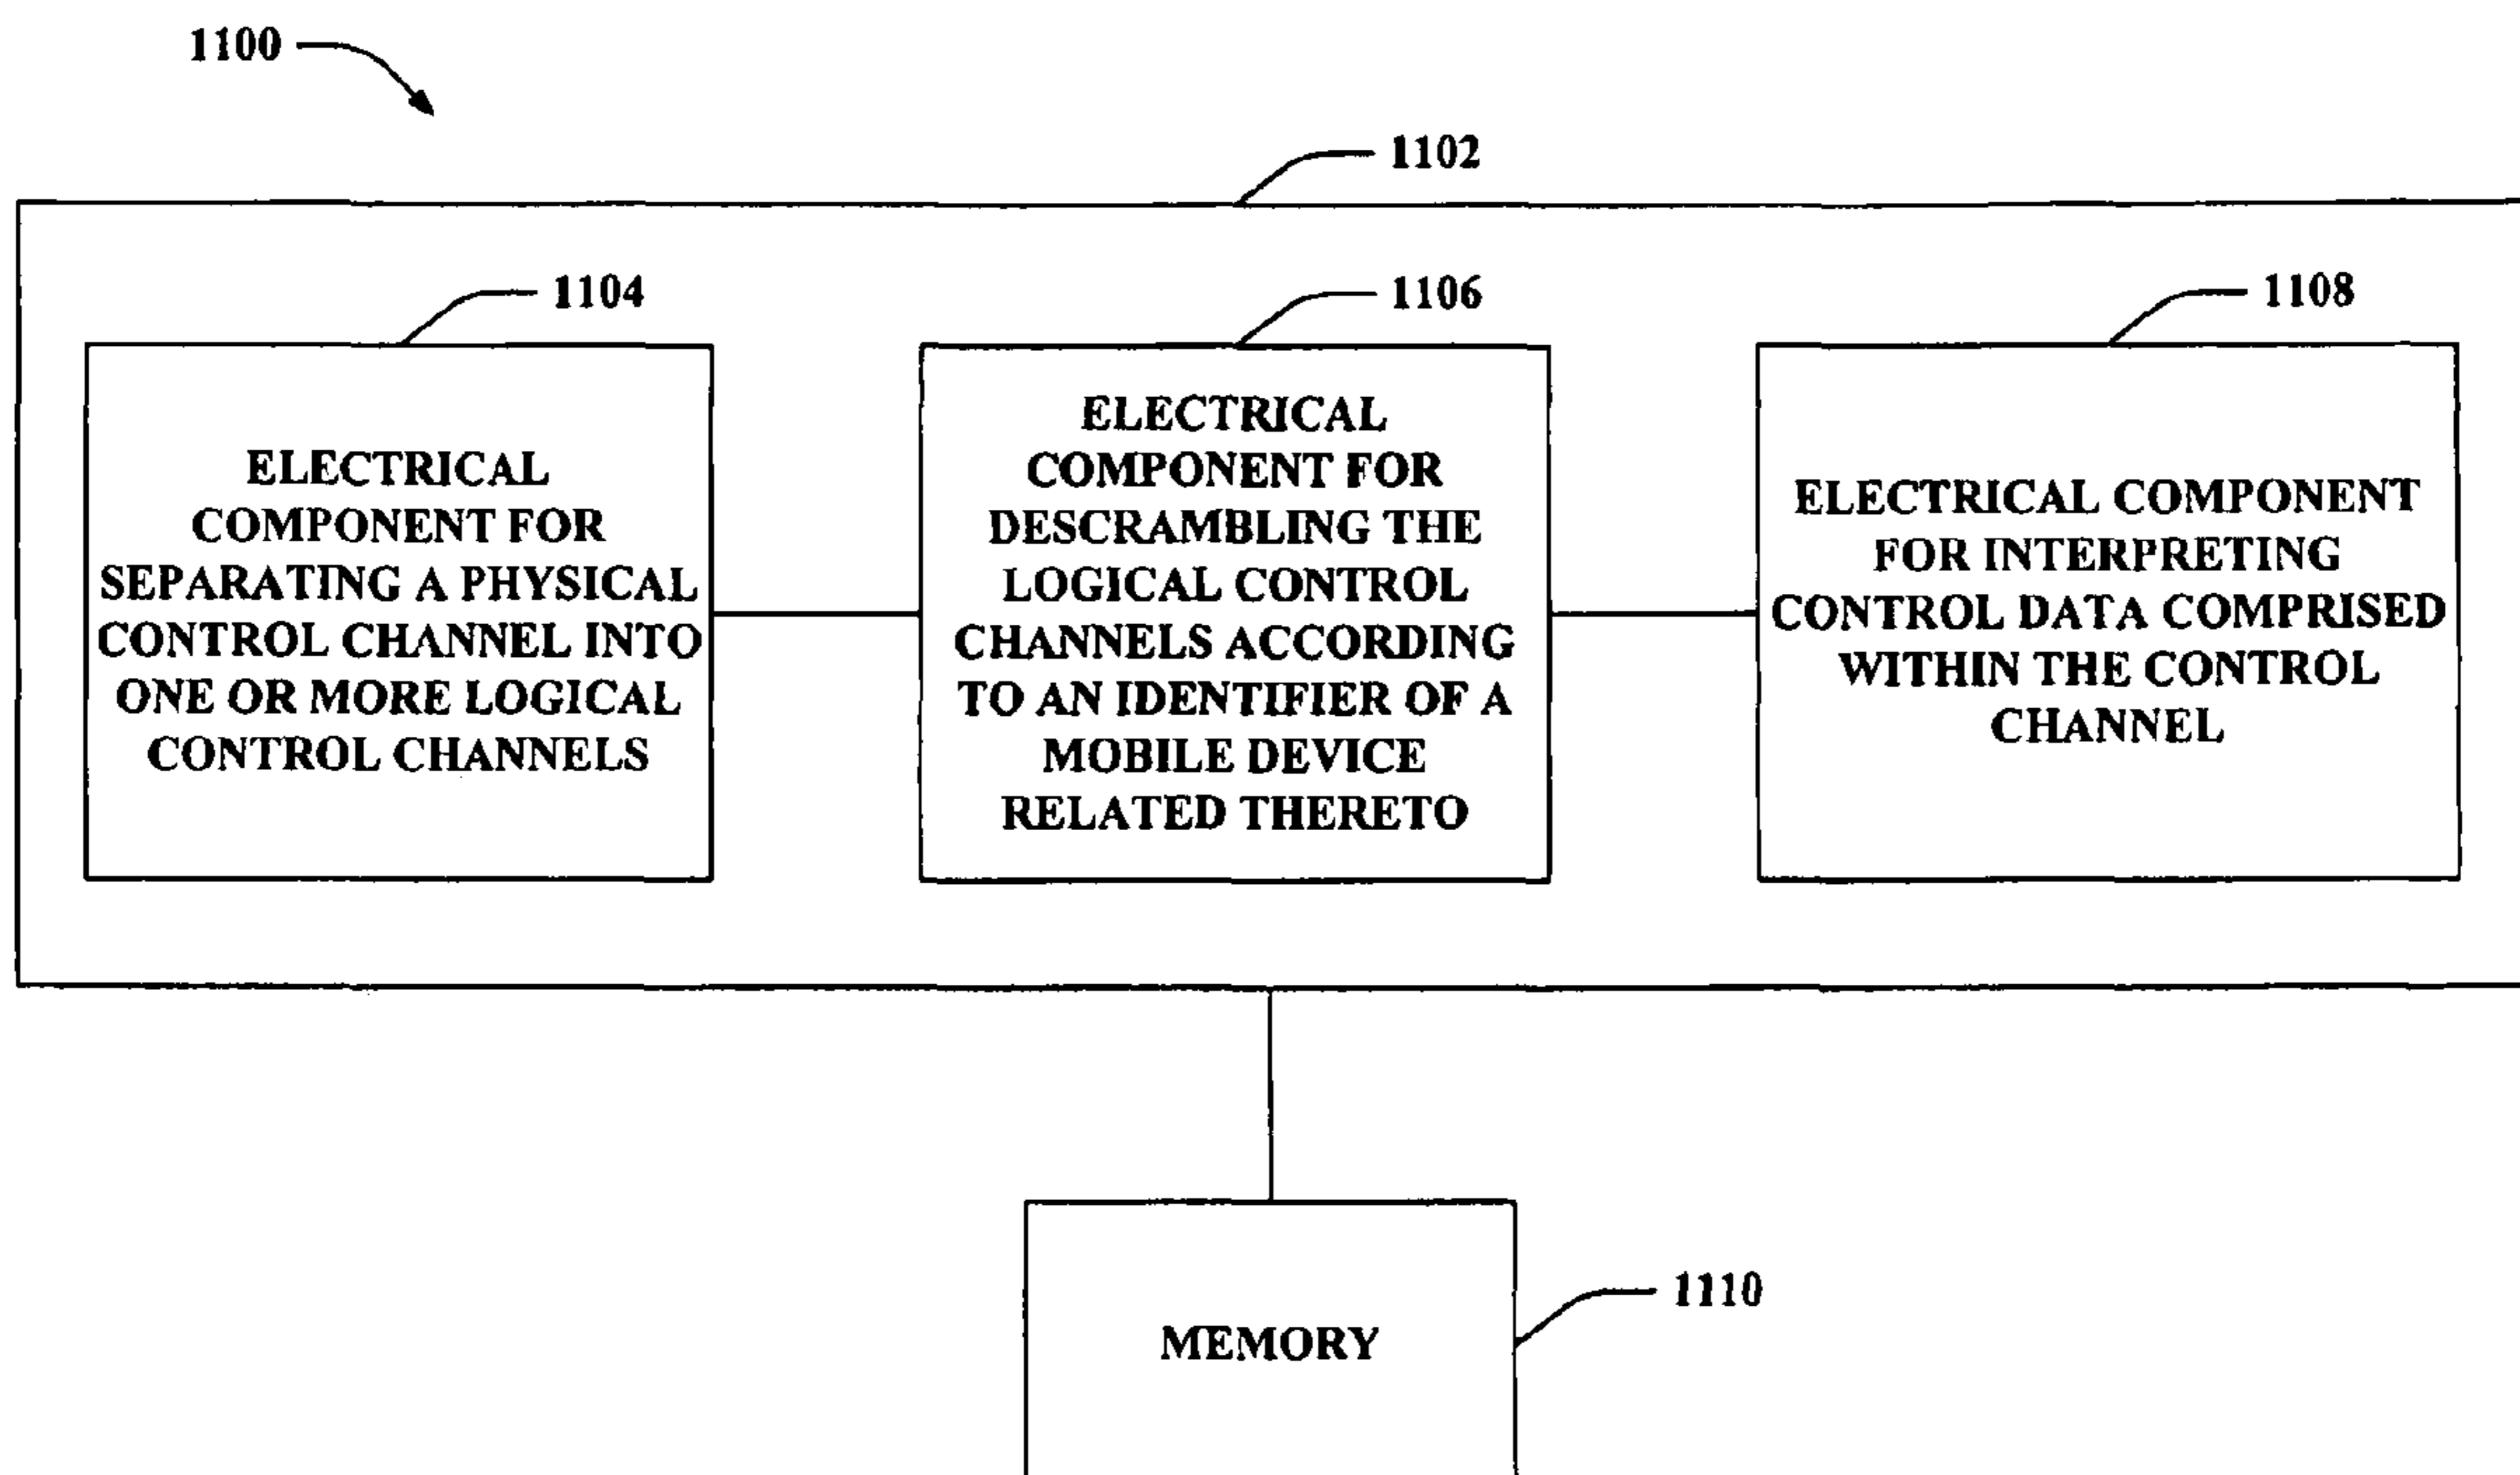 1100
1102
1104
1106
1108
ELECTRICAL
COMPONENT FOR
SEPARATING A PHYSICAL
CONTROL CHANNEL INTO
ONE OR MORE LOGICAL
CONTROL CHANNELS
ELECTRICAL
COMPONENT FOR
DESCRAMBLING THE
LOGICAL CONTROL
CHANNELS ACCORDING
TO AN IDENTIFIER OF A
MOBILE DEVICE
RELATED THERETO
ELECTRICAL COMPONENT
FOR INTERPRETING
CONTROL DATA COMPRISED
WITHIN THE CONTROL
CHANNEL
1110
MEMORY